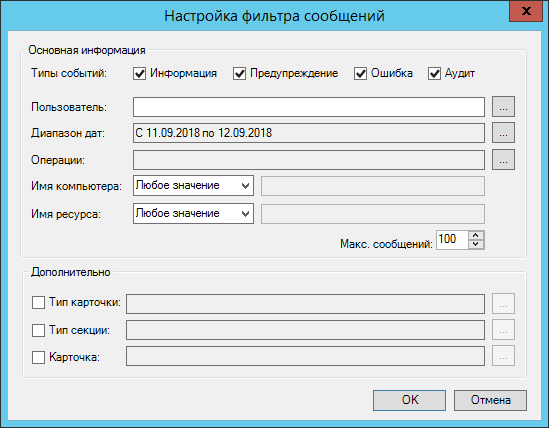 Настройка фильтра сообщений
x
Основная информация
Типы событий: Информация Предупреждение Ошибка Аудит
Пользователь: ...
Диапазон дат: С 11.09.2018 по 12.09.2018 ...
Операции: ...
Имя компьютера: Любое значение
Имя ресурса: Любое значение
Макс. сообщений: 100
Дополнительно
Тип карточки: ...
Тип секции: ...
Карточка: ...
OK Отмена